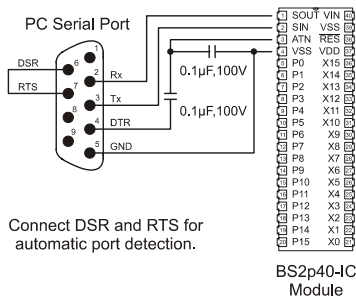 PC Serial Port
DSR
RTS
1
6
2
7
3
8
4
9
5
Rx
Tx
DTR
GND
0.1µF,100V
0.1µF,100V
1 SOUT VIN 40
2 SIN VSS 39
3 ATN RES 38
4 VSS VDD 37
5 P0 X15 36
6 P1 X14 35
7 P2 X13 34
8 P3 X12 33
9 P4 X11 32
10 P5 X10 31
11 P6 X9 30
12 P7 X8 29
13 P8 X7 28
14 P9 X6 27
15 P10 X5 26
16 P11 X4 25
17 P12 X3 24
18 P13 X2 23
19 P14 X1 22
20 P15 X0 21
Connect DSR and RTS for
automatic port detection.
BS2p40-IC
Module